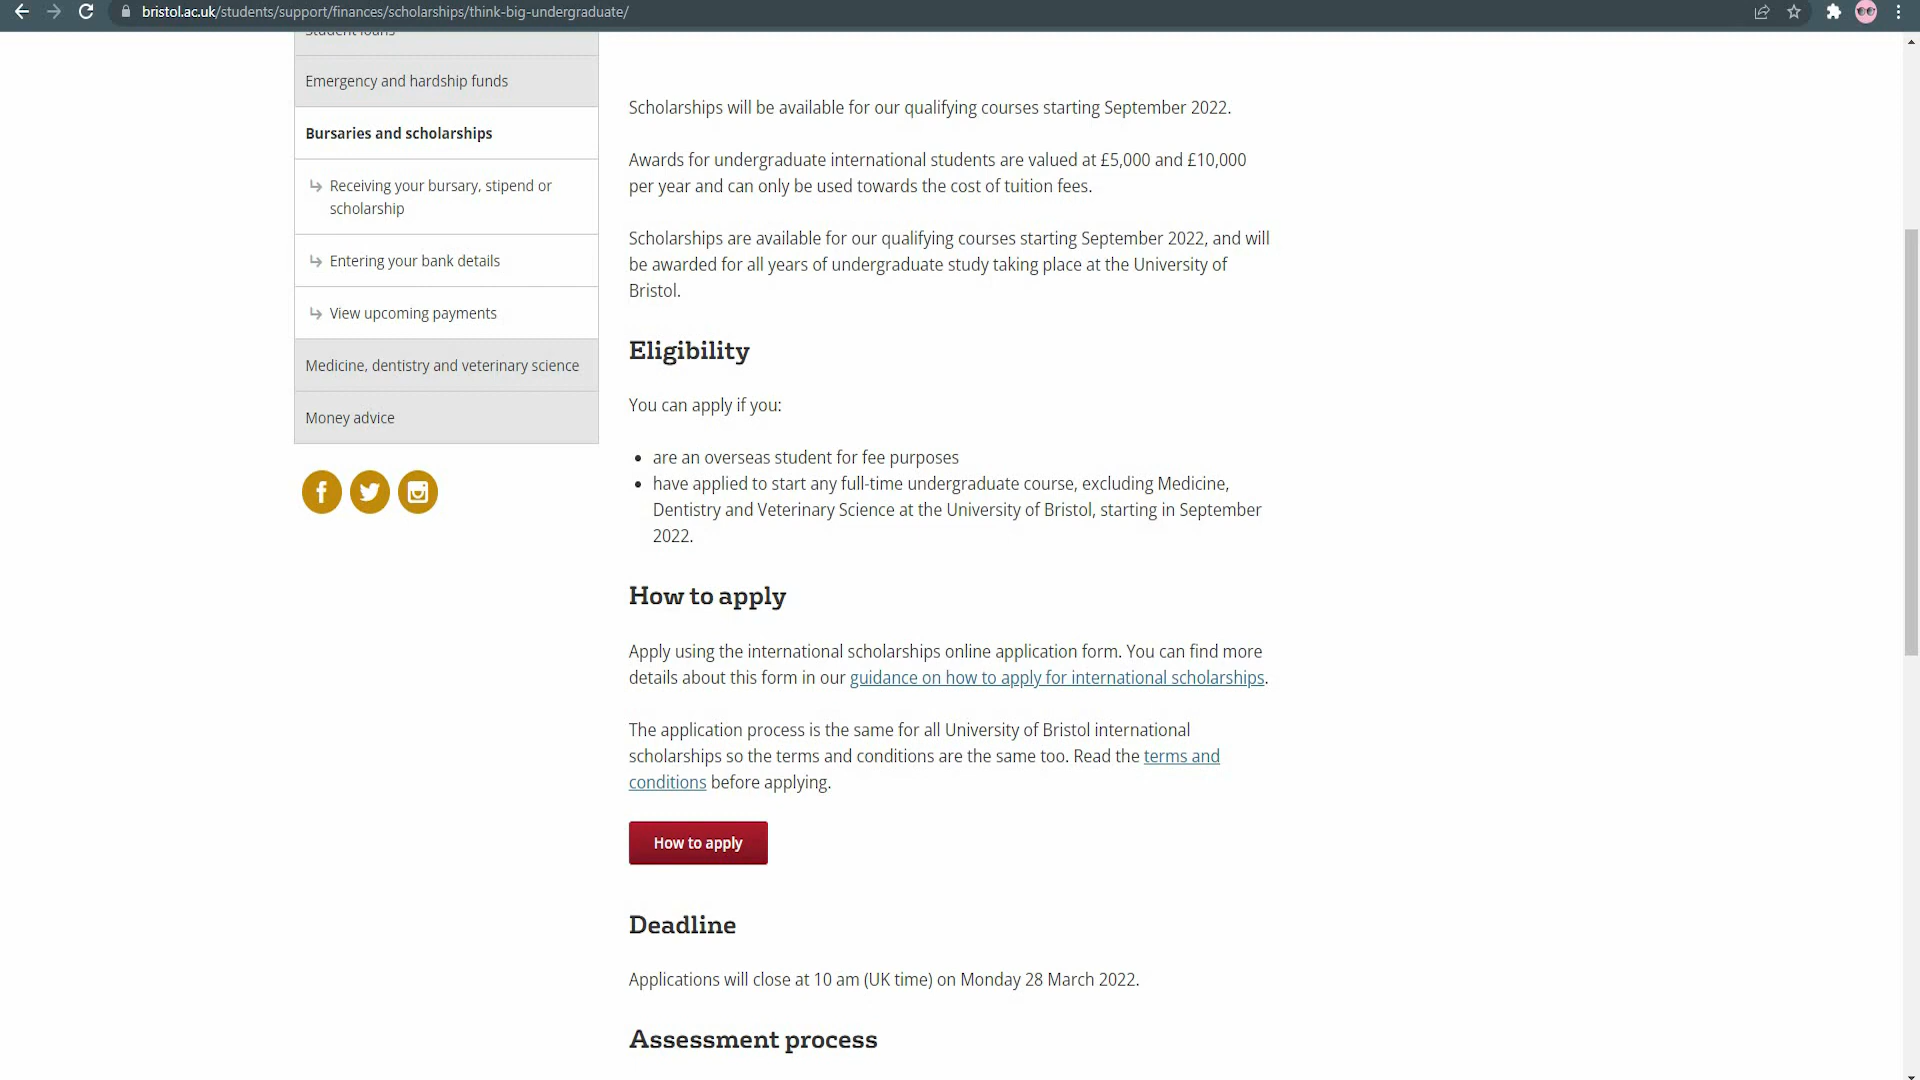 bristol.ac.uk/students/support/finances/scholarships/think-big-undergraduate/
Student loans
Emergency and hardship funds
Bursaries and scholarships
Receiving your bursary, stipend or
scholarship
Entering your bank details
View upcoming payments
Medicine, dentistry and veterinary science
Money advice
Scholarships will be available for our qualifying courses starting September 2022.
Awards for undergraduate international students are valued at £5,000 and £10,000
per year and can only be used towards the cost of tuition fees.
Scholarships are available for our qualifying courses starting September 2022, and will
be awarded for all years of undergraduate study taking place at the University of
Bristol.
Eligibility
You can apply if you:
are an overseas student for fee purposes
have applied to start any full-time undergraduate course, excluding Medicine,
Dentistry and Veterinary Science at the University of Bristol, starting in September
2022.
How to apply
Apply using the international scholarships online application form. You can find more
details about this form in our guidance on how to apply for international scholarships.
The application process is the same for all University of Bristol international
scholarships so the terms and conditions are the same too. Read the terms and
conditions before applying.
How to apply
Deadline
Applications will close at 10 am (UK time) on Monday 28 March 2022.
Assessment process